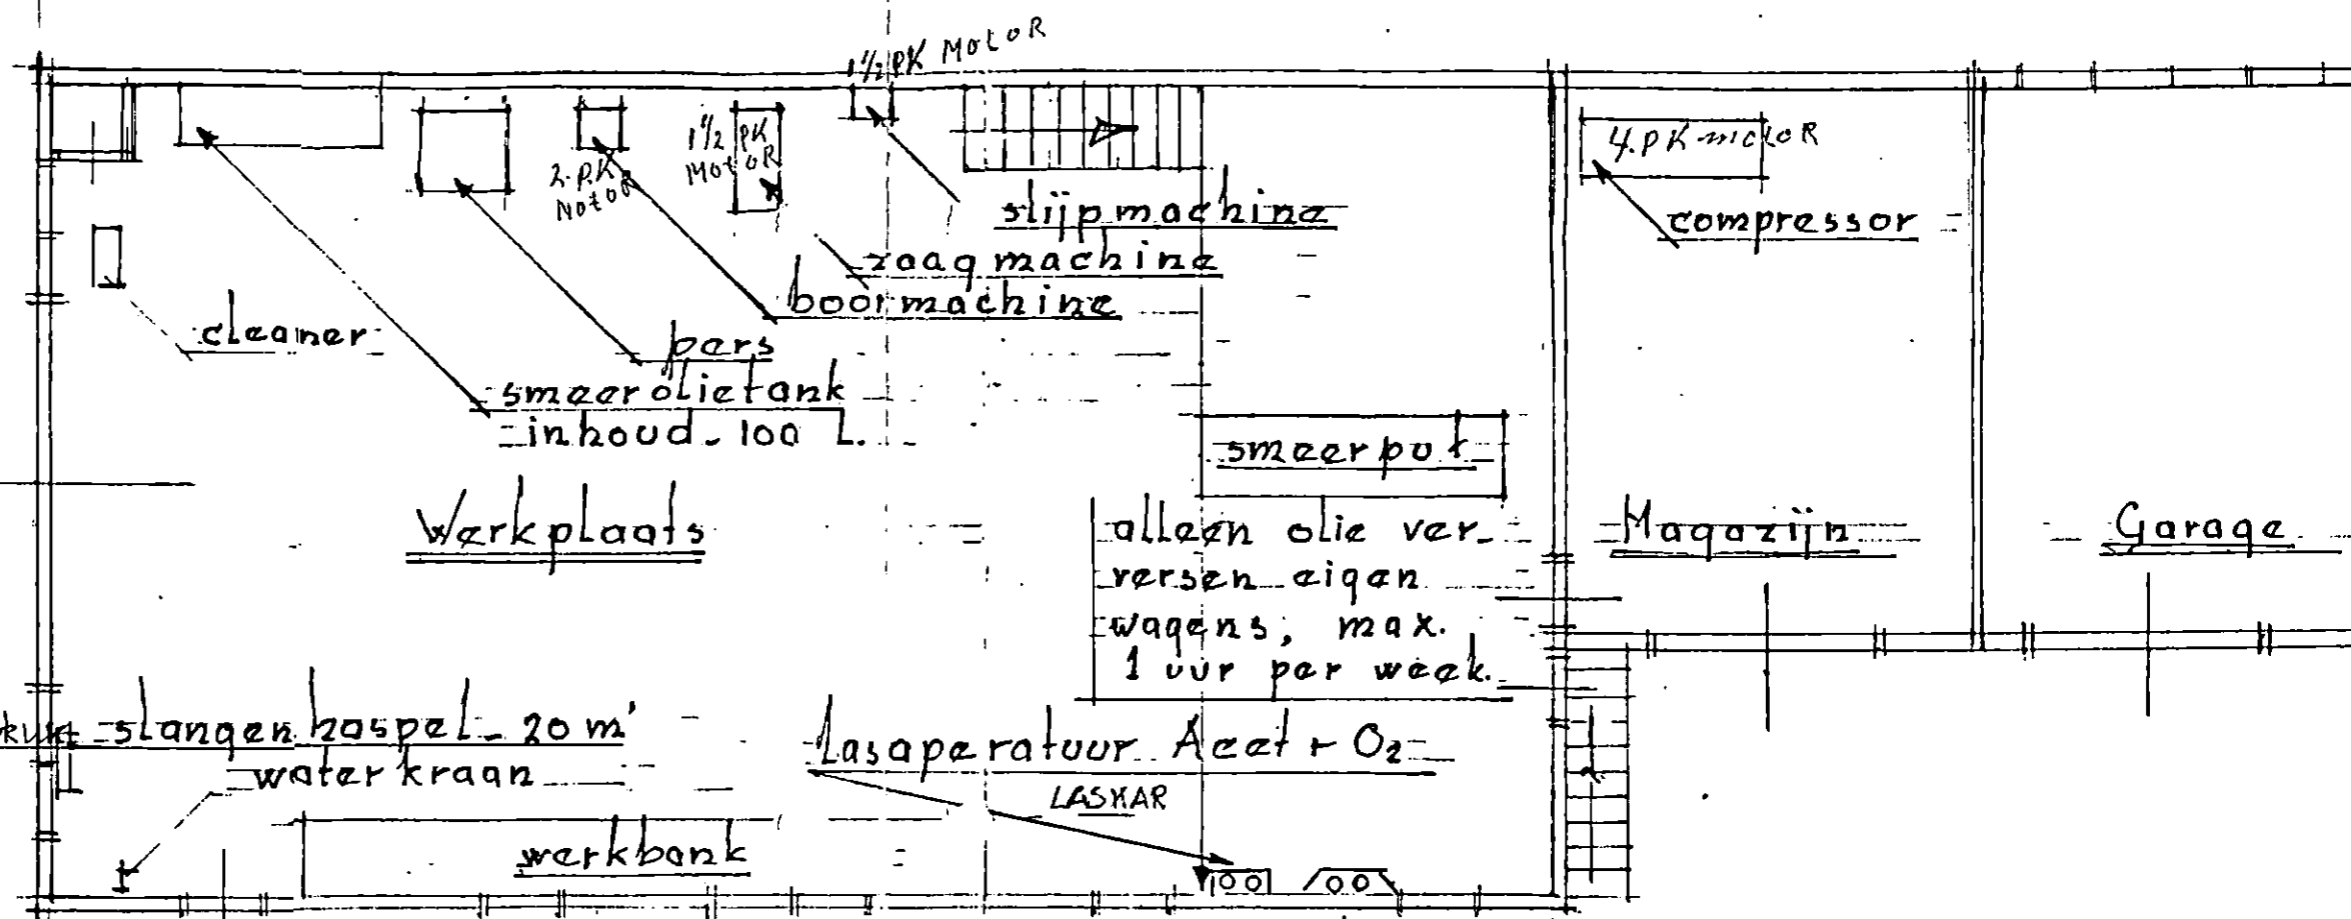 1½ PK MotoR
1½ PK
MotoR
2.P.K
MotoR
4.PK motoR
slijpmachine
compressor
zaagmachine
boormachine
cleaner
pers
smeerolietank
inhoud - 100 L.
smeerput
Werkplaats
alleen olie ver-
versen eigen
wagens, max.
1 uur per week.
Magazijn
Garage
slangenhaspel - 20 m'
waterkraan
Lasaperatuur Acet + O₂
LASKAR
werkbank